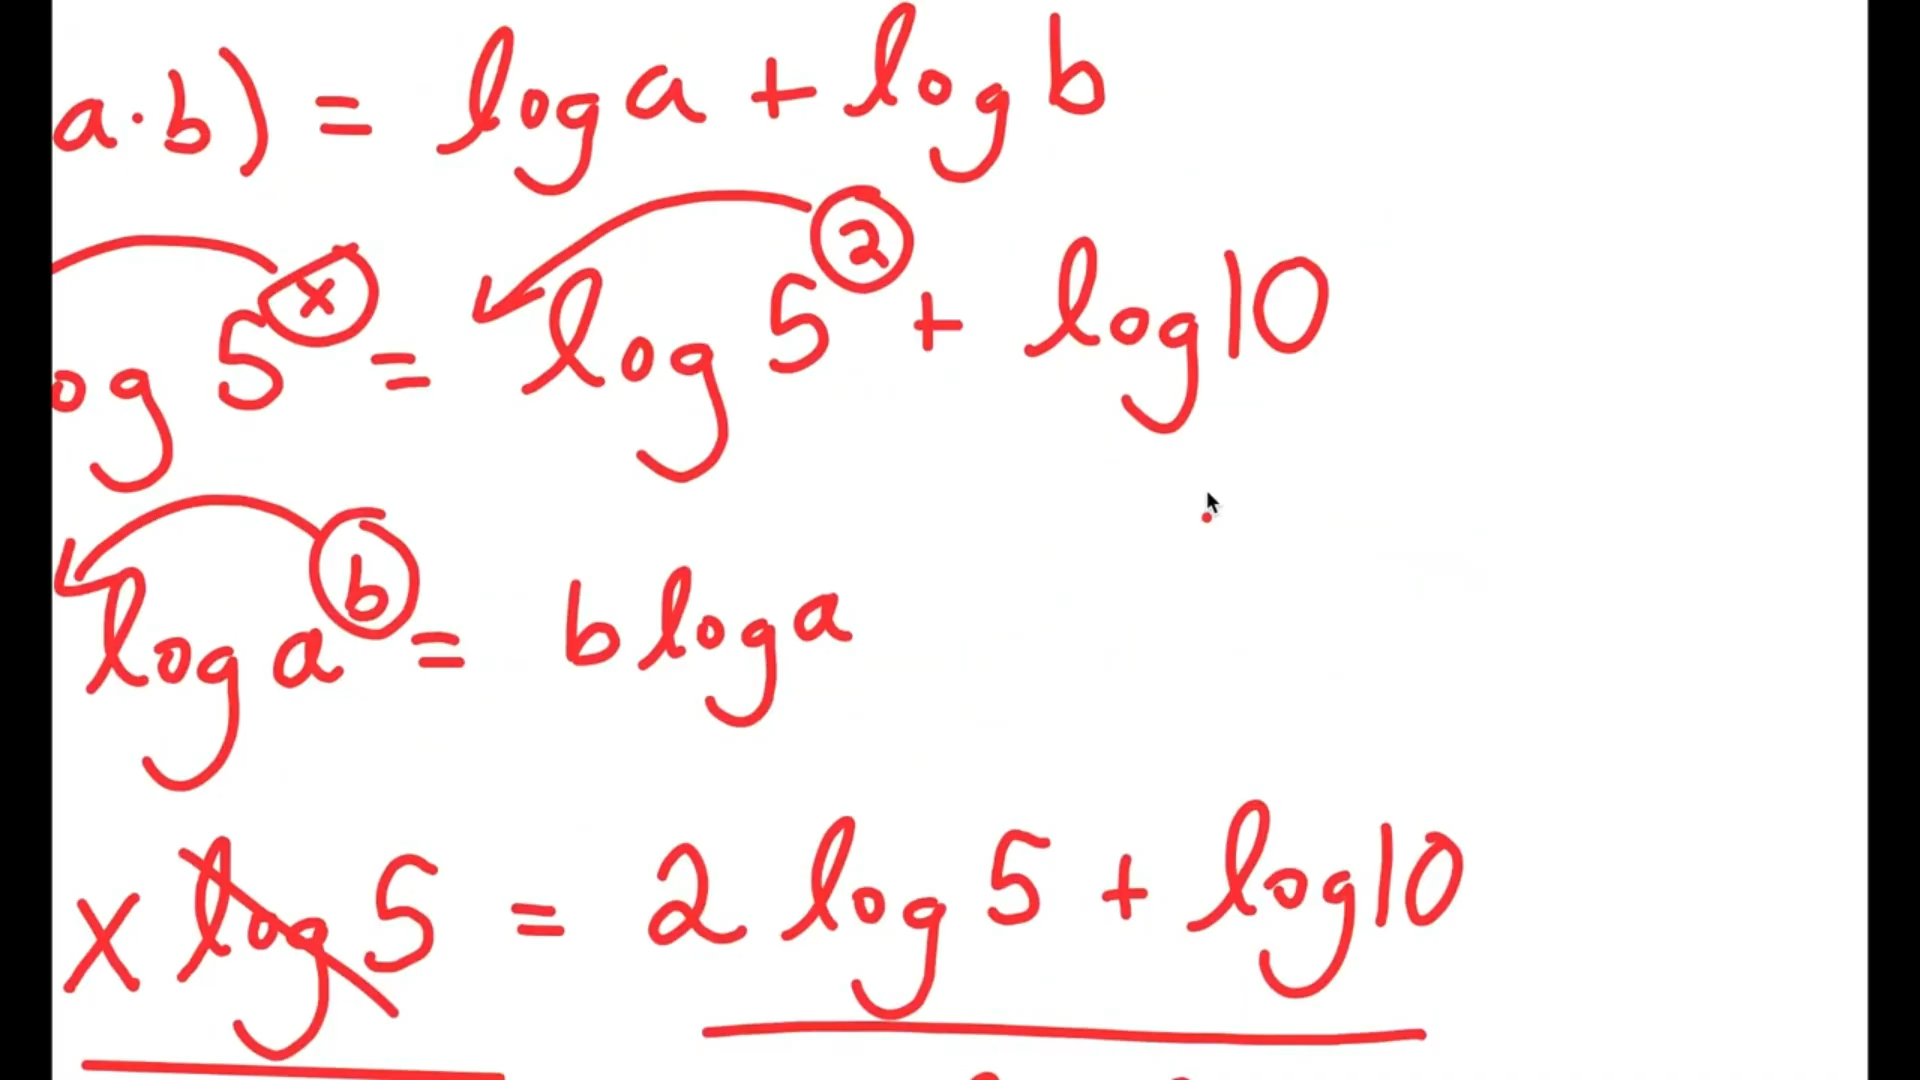 a·b) = log a + log b
og 5^x = log 5^2 + log 10
log a^b = b log a
x log 5 = 2 log 5 + log 10